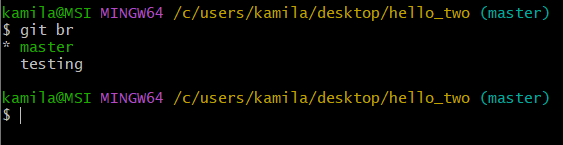 kamila@MSI MINGW64 /c/users/kamila/desktop/hello_two (master)
$ git br
* master
  testing
kamila@MSI MINGW64 /c/users/kamila/desktop/hello_two (master)
$